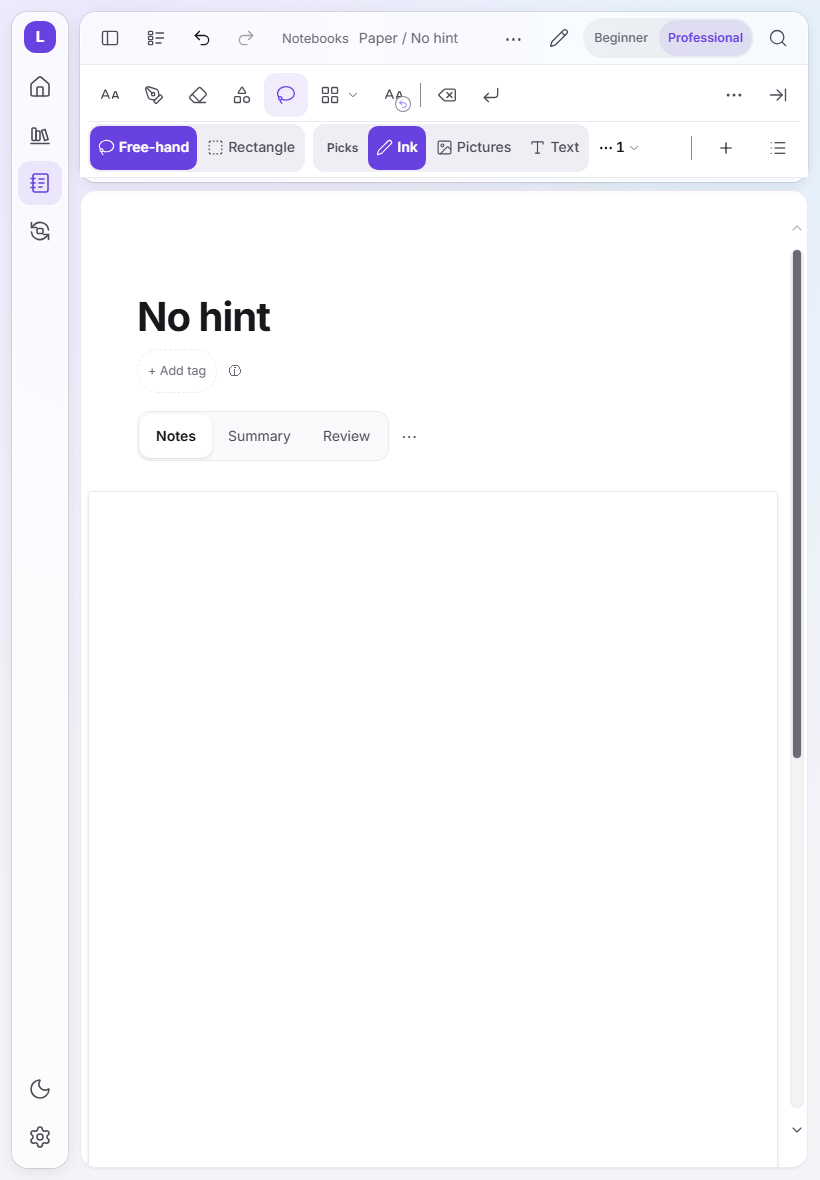 L
Notebooks Paper / No hint
Beginner Professional
Free-hand Rectangle Picks Ink Pictures Text ··· 1
No hint
+ Add tag
Notes Summary Review